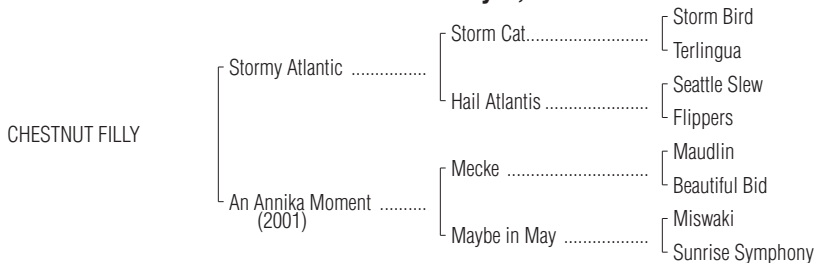 Storm Bird
Storm Cat..............................
Terlingua
Stormy Atlantic ................
Seattle Slew
Hail Atlantis .........................
Flippers
CHESTNUT FILLY
Maudlin
Mecke ..................................
Beautiful Bid
An Annika Moment ..........
(2001)
Miswaki
Maybe in May ....................
Sunrise Symphony